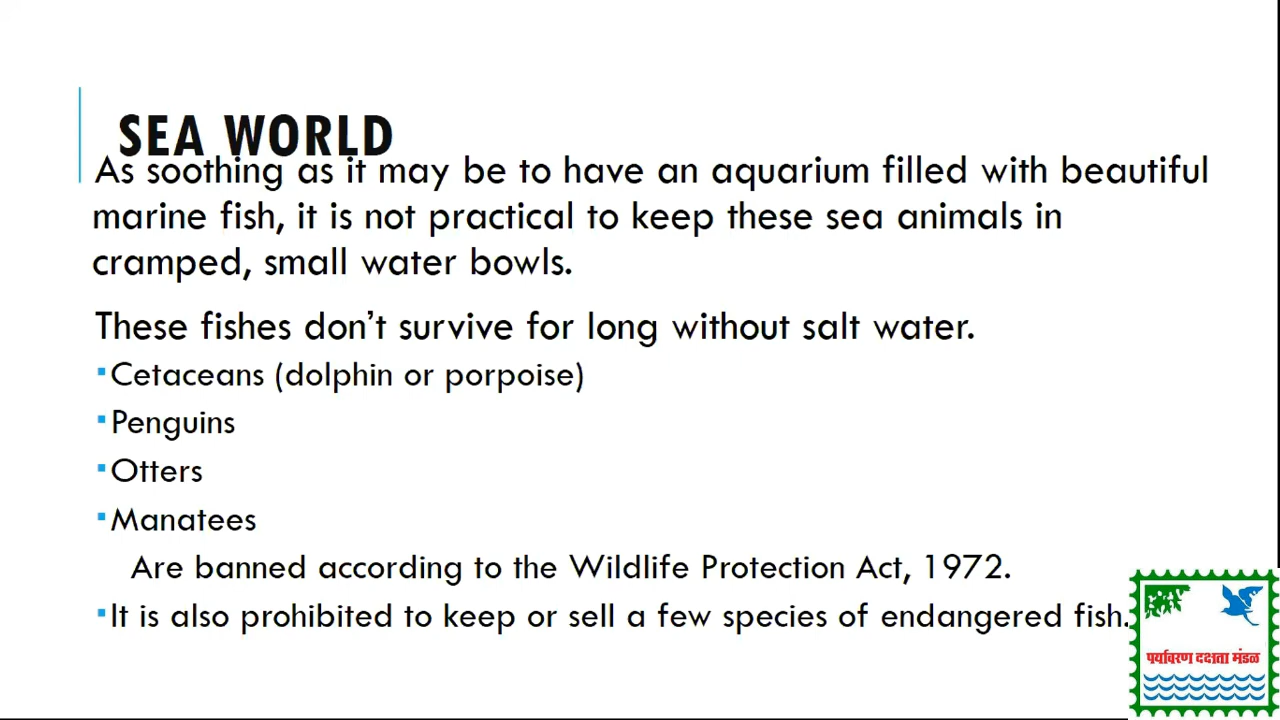 SEA WORLD
As soothing as it may be to have an aquarium filled with beautiful
marine fish, it is not practical to keep these sea animals in
cramped, small water bowls.
These fishes don’t survive for long without salt water.
▪Cetaceans (dolphin or porpoise)
▪Penguins
▪Otters
▪Manatees
Are banned according to the Wildlife Protection Act, 1972.
▪It is also prohibited to keep or sell a few species of endangered fish.
पर्यावरण दक्षता मंडळ